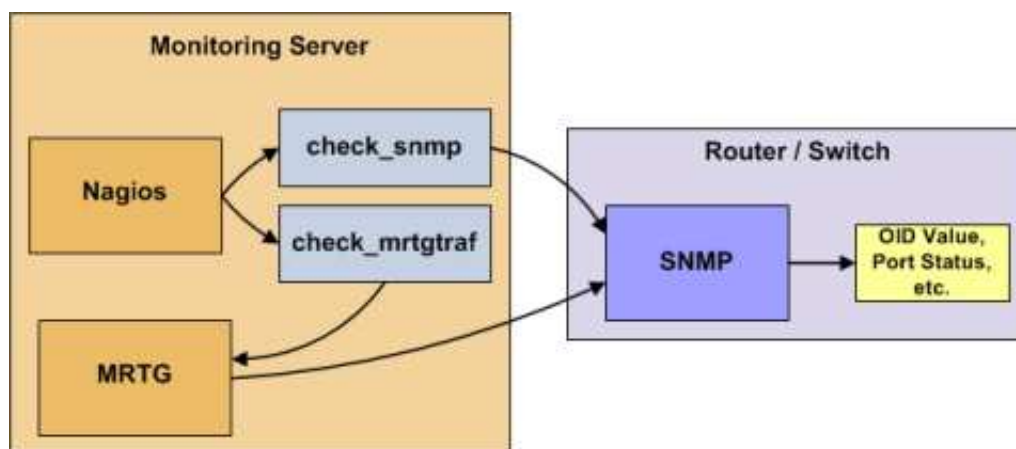 Monitoring Server
Nagios
check_snmp
check_mrtgtraf
MRTG
Router / Switch
SNMP
OID Value,
Port Status,
etc.